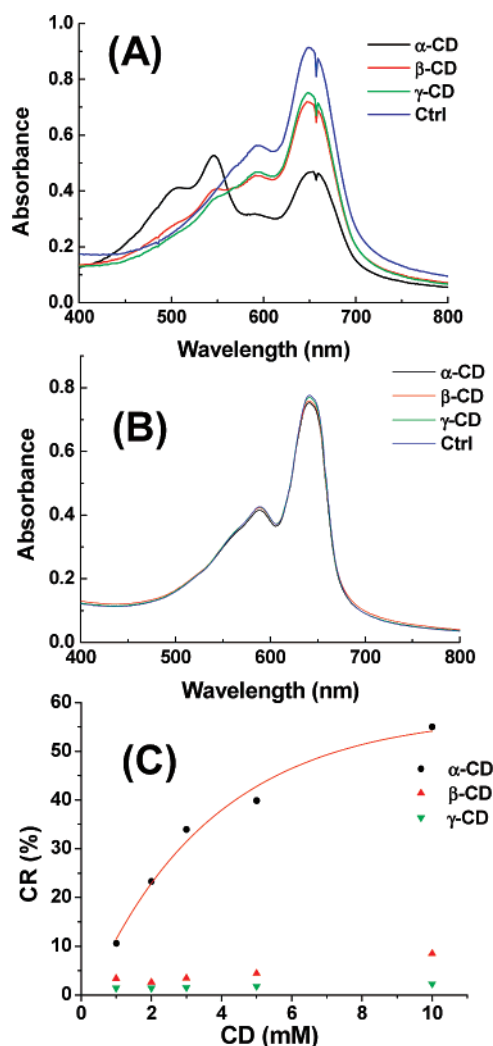 (A)
α-CD
β-CD
γ-CD
Ctrl
Absorbance
1.0
0.8
0.6
0.4
0.2
0.0
400 500 600 700 800
Wavelength (nm)
(B)
α-CD
β-CD
γ-CD
Ctrl
Absorbance
0.8
0.6
0.4
0.2
0.0
400 500 600 700 800
Wavelength (nm)
(C)
α-CD
β-CD
γ-CD
CR (%)
60
50
40
30
20
10
0
0 2 4 6 8 10
CD (mM)